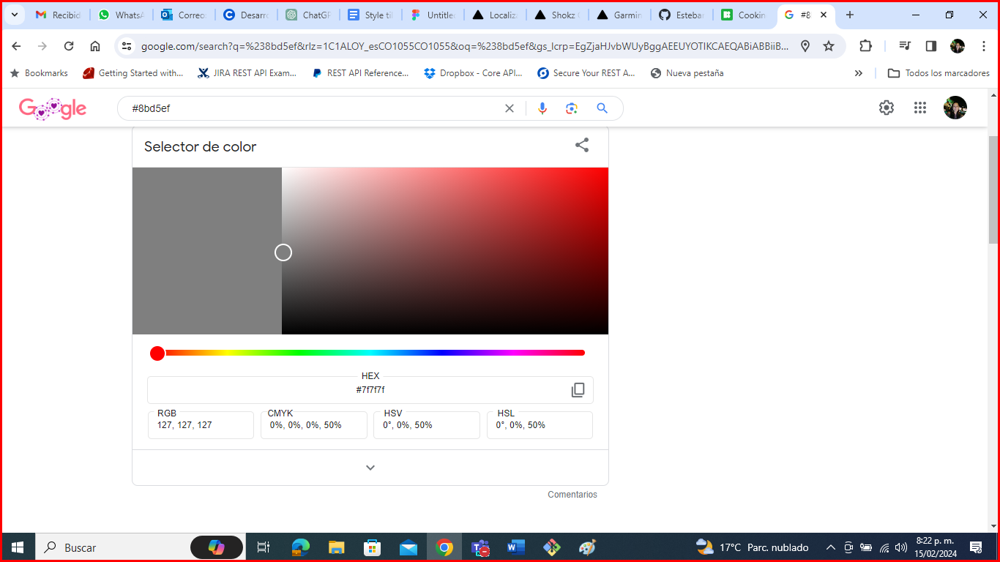 Recibid
WhatsA
Correo
Desarro
ChatGP
Style til
Untitled
Localiza
Shokz
Garmin
Esteba
Cookin
#8
google.com/search?q=%238bd5ef&rlz=1C1ALOY_esCO1055CO1055&oq=%238bd5ef&gs_lcrp=EgZjaHJvbWUyBggAEEUYOTIKCAEQABiABBiiB...
Bookmarks
Getting Started with...
JIRA REST API Exam...
REST API Reference...
Dropbox - Core API...
Secure Your REST A...
Nueva pestaña
»
Todos los marcadores
Google
#8bd5ef
Selector de color
HEX
#7f7f7f
RGB
127, 127, 127
CMYK
0%, 0%, 0%, 50%
HSV
0°, 0%, 50%
HSL
0°, 0%, 50%
Comentarios
Buscar
17°C Parc. nublado
8:22 p. m.
15/02/2024